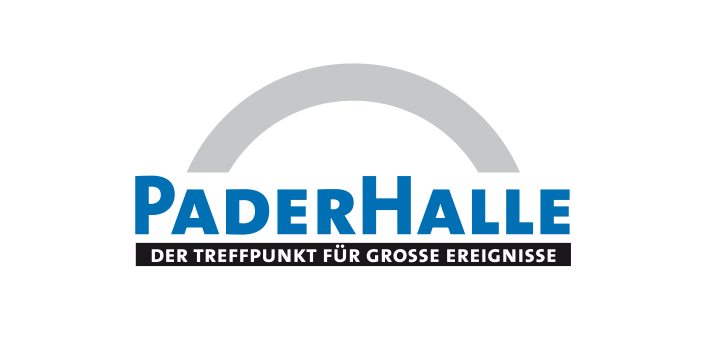 PADERHALLE
DER TREFFPUNKT FÜR GROSSE EREIGNISSE